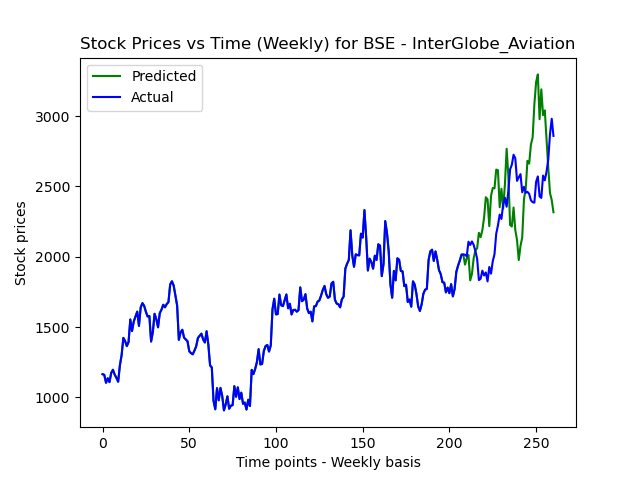 Stock Prices vs Time (Weekly) for BSE - InterGlobe_Aviation
Predicted
Actual
Stock prices
3000
2500
2000
1500
1000
0 50 100 150 200 250
Time points - Weekly basis